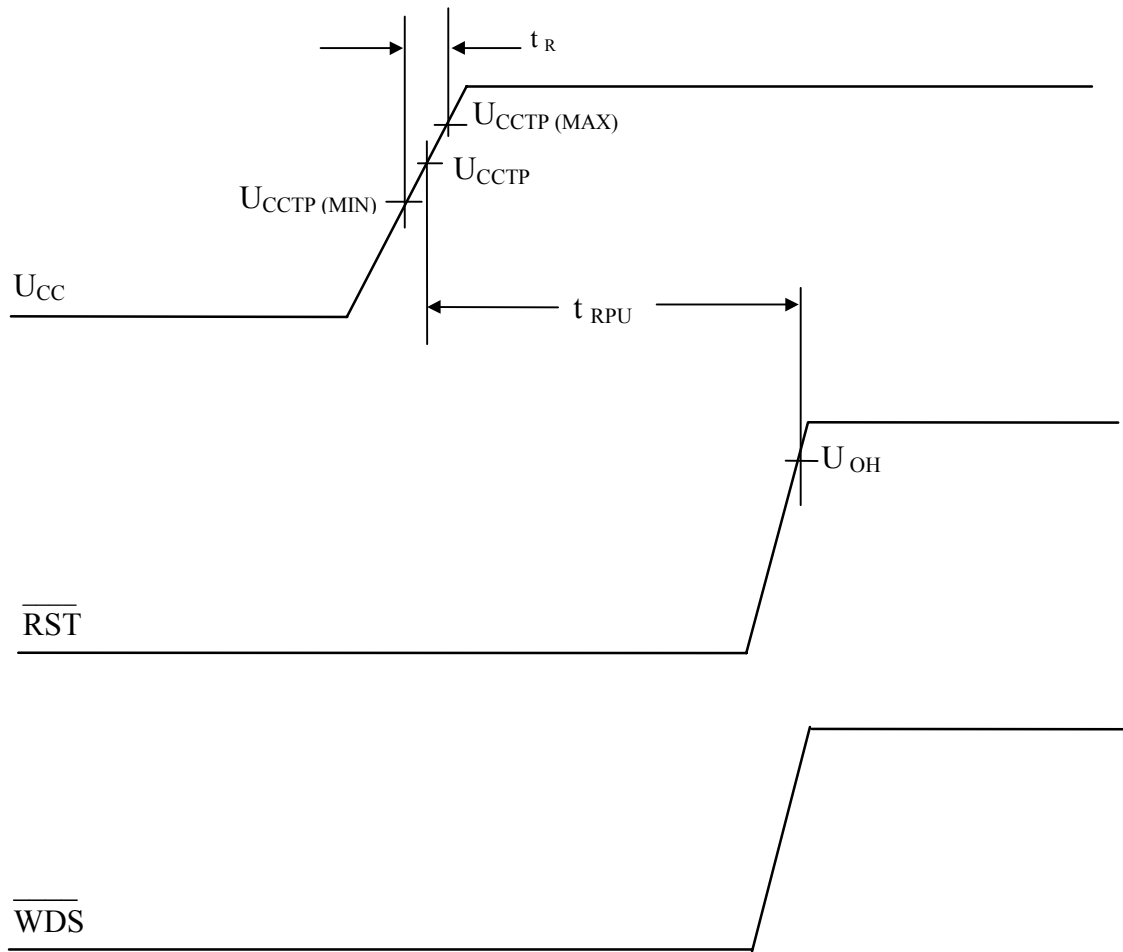 t R
UCCTP (MAX)
UCCTP
UCCTP (MIN)
UCC
t RPU
U OH
RST
WDS